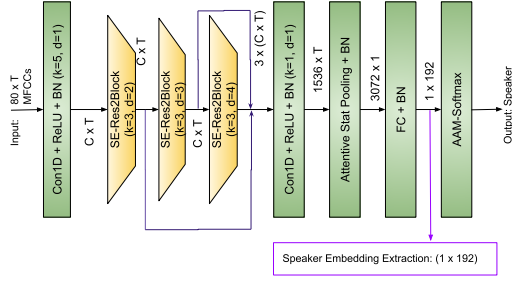 Input: | 80 x T
MFCCs
Con1D + ReLU + BN (k=5, d=1)
C x T
SE-Res2Block
(k=3, d=2)
C x T
SE-Res2Block
(k=3, d=3)
C x T
SE-Res2Block
(k=3, d=4)
3 x (C x T)
Con1D + ReLU + BN (k=1, d=1)
1536 x T
Attentive Stat Pooling + BN
3072 x 1
FC + BN
1 x 192
AAM-Softmax
Output: Speaker
Speaker Embedding Extraction: (1 x 192)